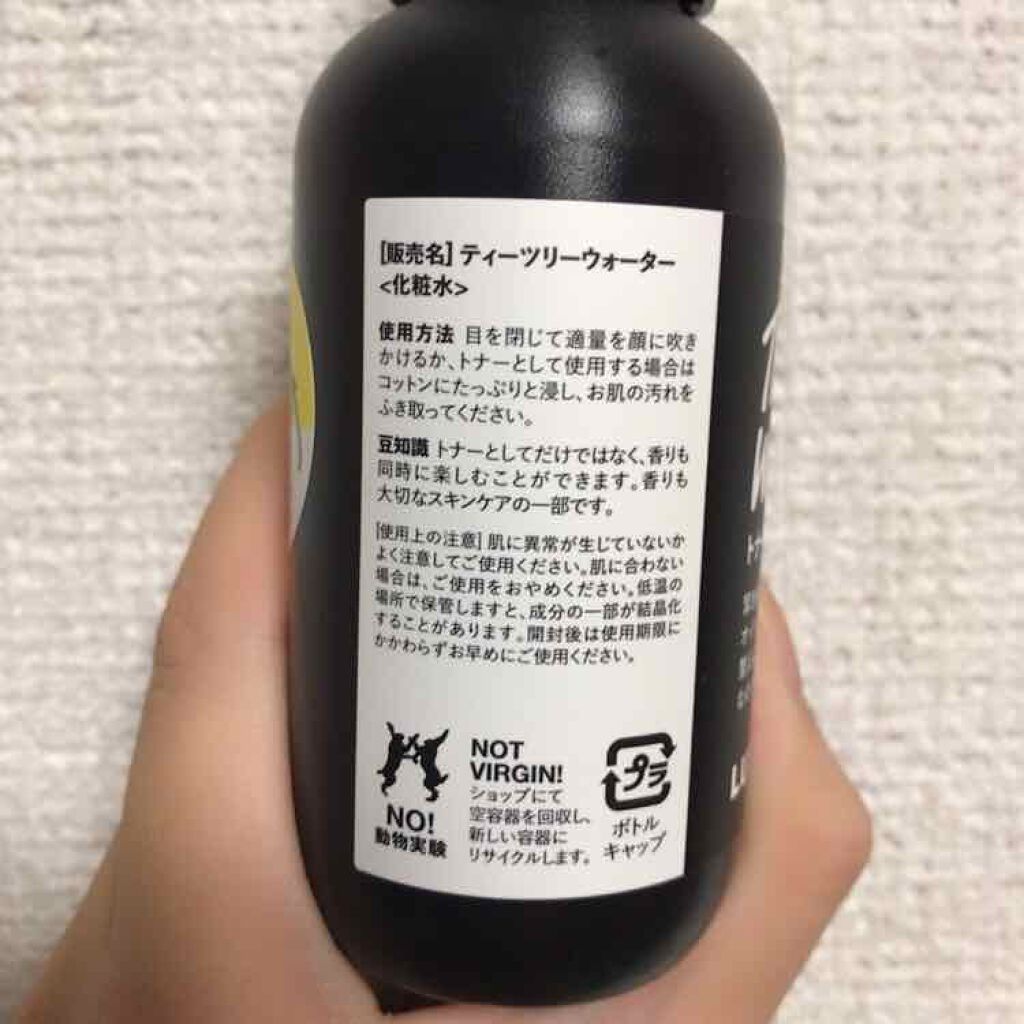 [販売名] ティーツリーウォーター
<化粧水>
使用方法 目を閉じて適量を顔に吹き
かけるか、トナーとして使用する場合は
コットンにたっぷりと浸し、お肌の汚れを
ふき取ってください。
豆知識 トナーとしてだけではなく、香りも
同時に楽しむことができます。香りも
大切なスキンケアの一部です。
[使用上の注意] 肌に異常が生じていないか
よく注意してご使用ください。肌に合わない
場合は、ご使用をおやめください。低温の
場所で保管しますと、成分の一部が結晶化
することがあります。開封後は使用期限に
かかわらずお早めにご使用ください。
NO!
動物実験
NOT
VIRGIN!
ショップにて
空容器を回収し、
新しい容器に
リサイクルします。
プラ
ボトル
キャップ